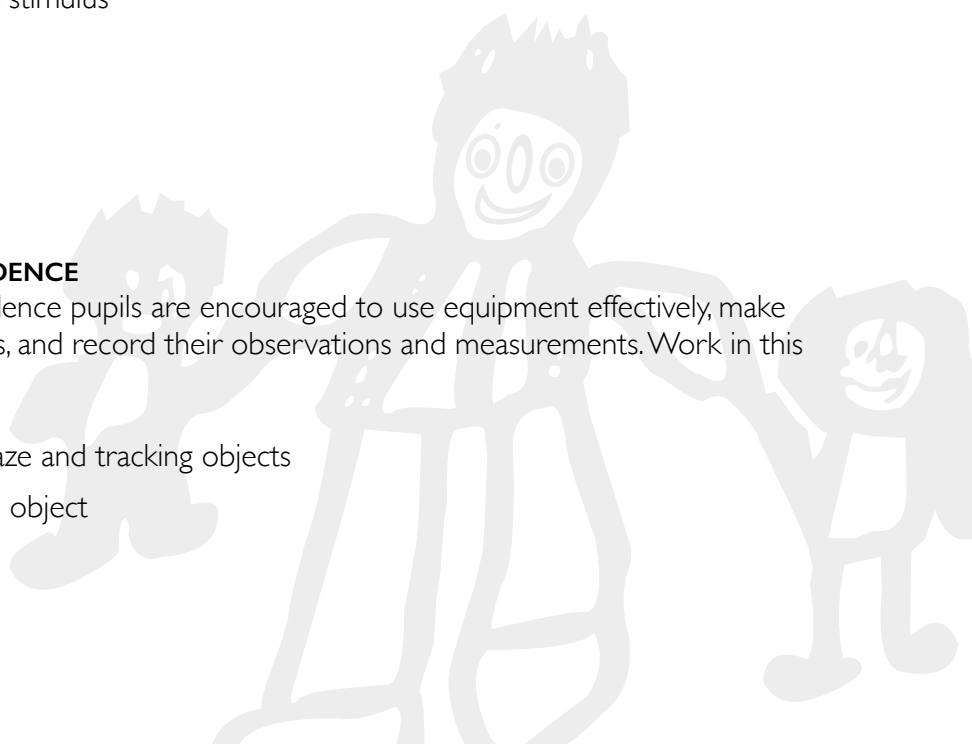 stimulus
DENCE
ence pupils are encouraged to use equipment effectively, make
s, and record their observations and measurements. Work in this
aze and tracking objects
object